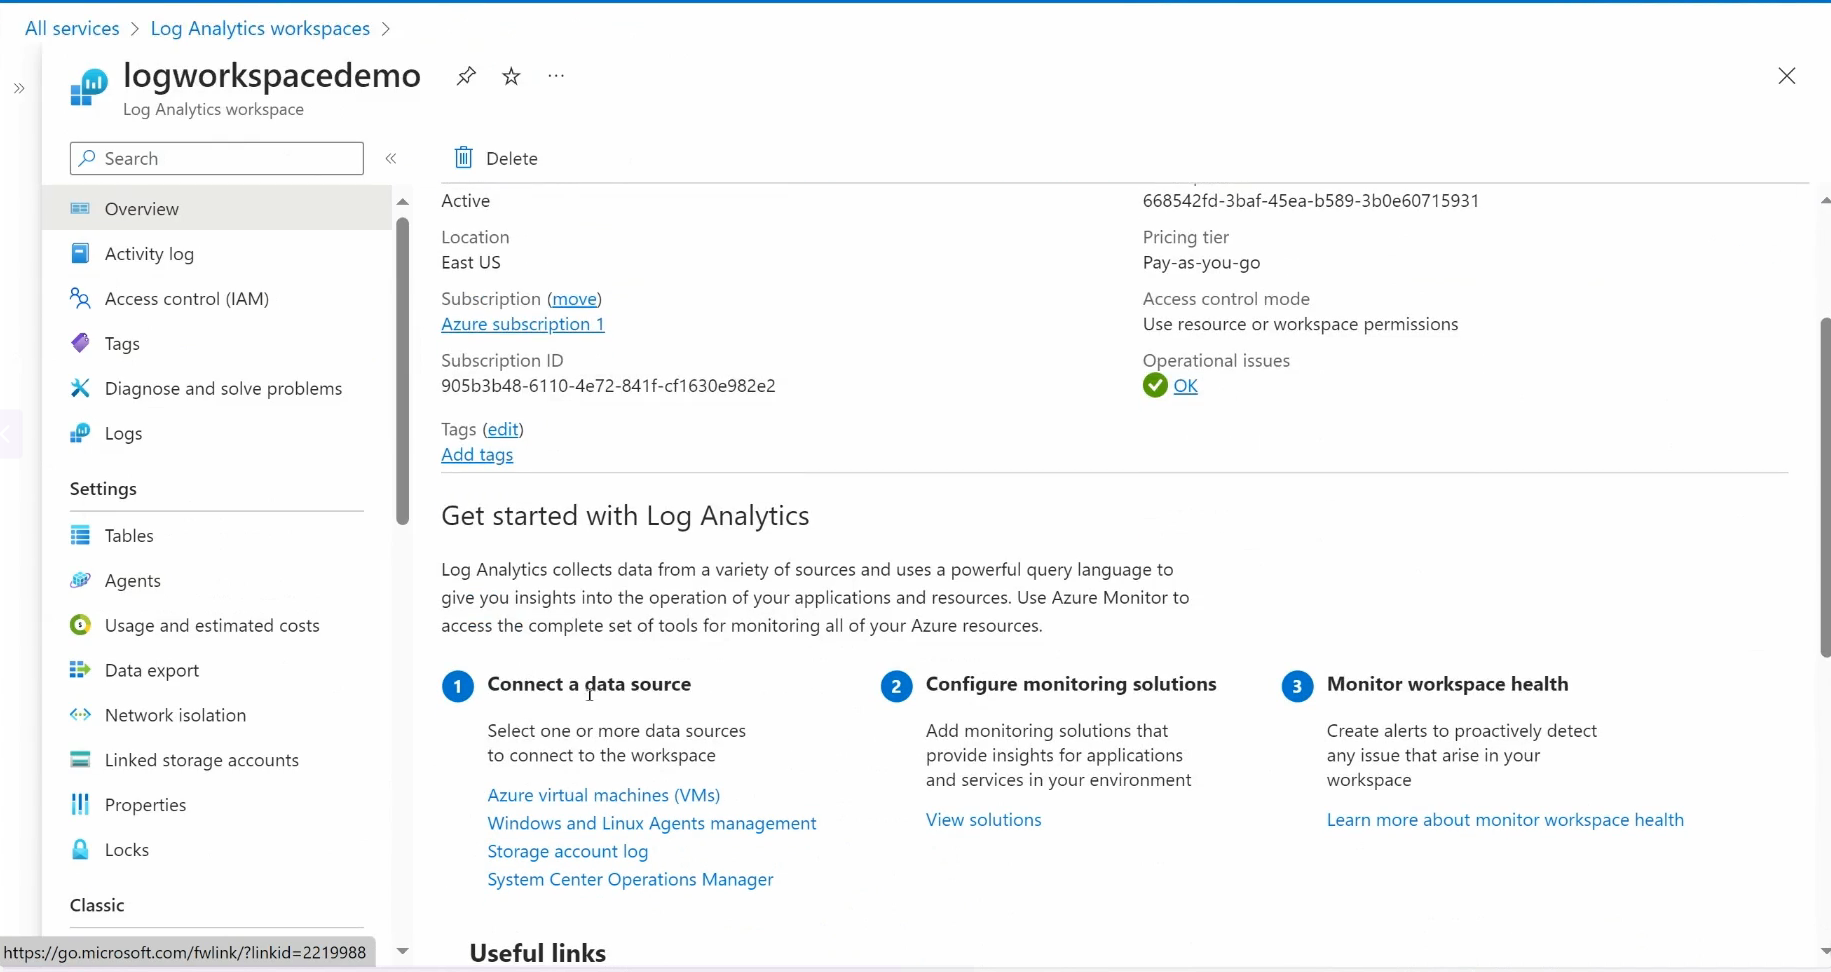 All services > Log Analytics workspaces >
logworkspacedemo
Log Analytics workspace
Search
Delete
Overview
Activity log
Access control (IAM)
Tags
Diagnose and solve problems
Logs
Settings
Tables
Agents
Usage and estimated costs
Data export
Network isolation
Linked storage accounts
Properties
Locks
Classic
https://go.microsoft.com/fwlink/?linkid=2219988
Active
Location
East US
Subscription (move)
Azure subscription 1
Subscription ID
905b3b48-6110-4e72-841f-cf1630e982e2
Tags (edit)
Add tags
668542fd-3baf-45ea-b589-3b0e60715931
Pricing tier
Pay-as-you-go
Access control mode
Use resource or workspace permissions
Operational issues
OK
Get started with Log Analytics
Log Analytics collects data from a variety of sources and uses a powerful query language to
give you insights into the operation of your applications and resources. Use Azure Monitor to
access the complete set of tools for monitoring all of your Azure resources.
1 Connect a data source
Select one or more data sources
to connect to the workspace
Azure virtual machines (VMs)
Windows and Linux Agents management
Storage account log
System Center Operations Manager
2 Configure monitoring solutions
Add monitoring solutions that
provide insights for applications
and services in your environment
View solutions
3 Monitor workspace health
Create alerts to proactively detect
any issue that arise in your
workspace
Learn more about monitor workspace health
Useful links